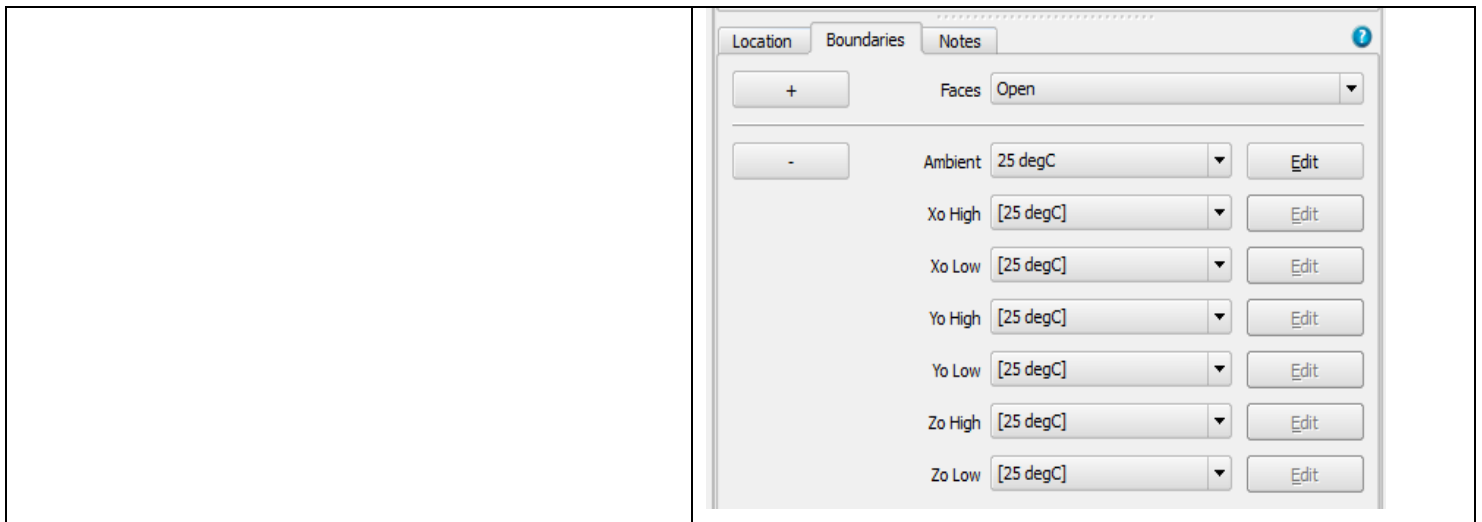 Location Boundaries Notes ?
+ Faces Open
- Ambient 25 degC Edit
Xo High [25 degC] Edit
Xo Low [25 degC] Edit
Yo High [25 degC] Edit
Yo Low [25 degC] Edit
Zo High [25 degC] Edit
Zo Low [25 degC] Edit